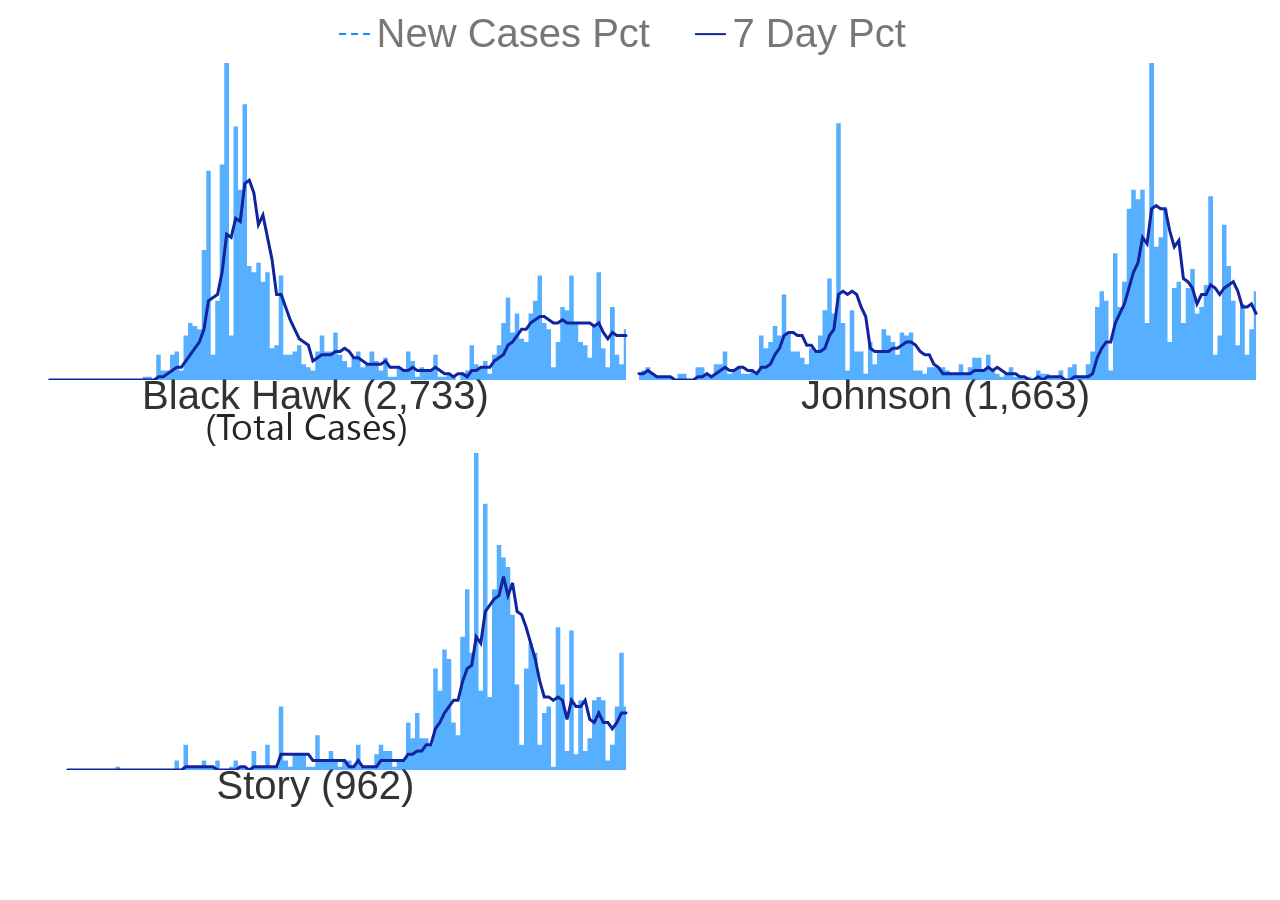 New Cases Pct 7 Day Pct
Black Hawk (2,733)
(Total Cases)
Johnson (1,663)
Story (962)